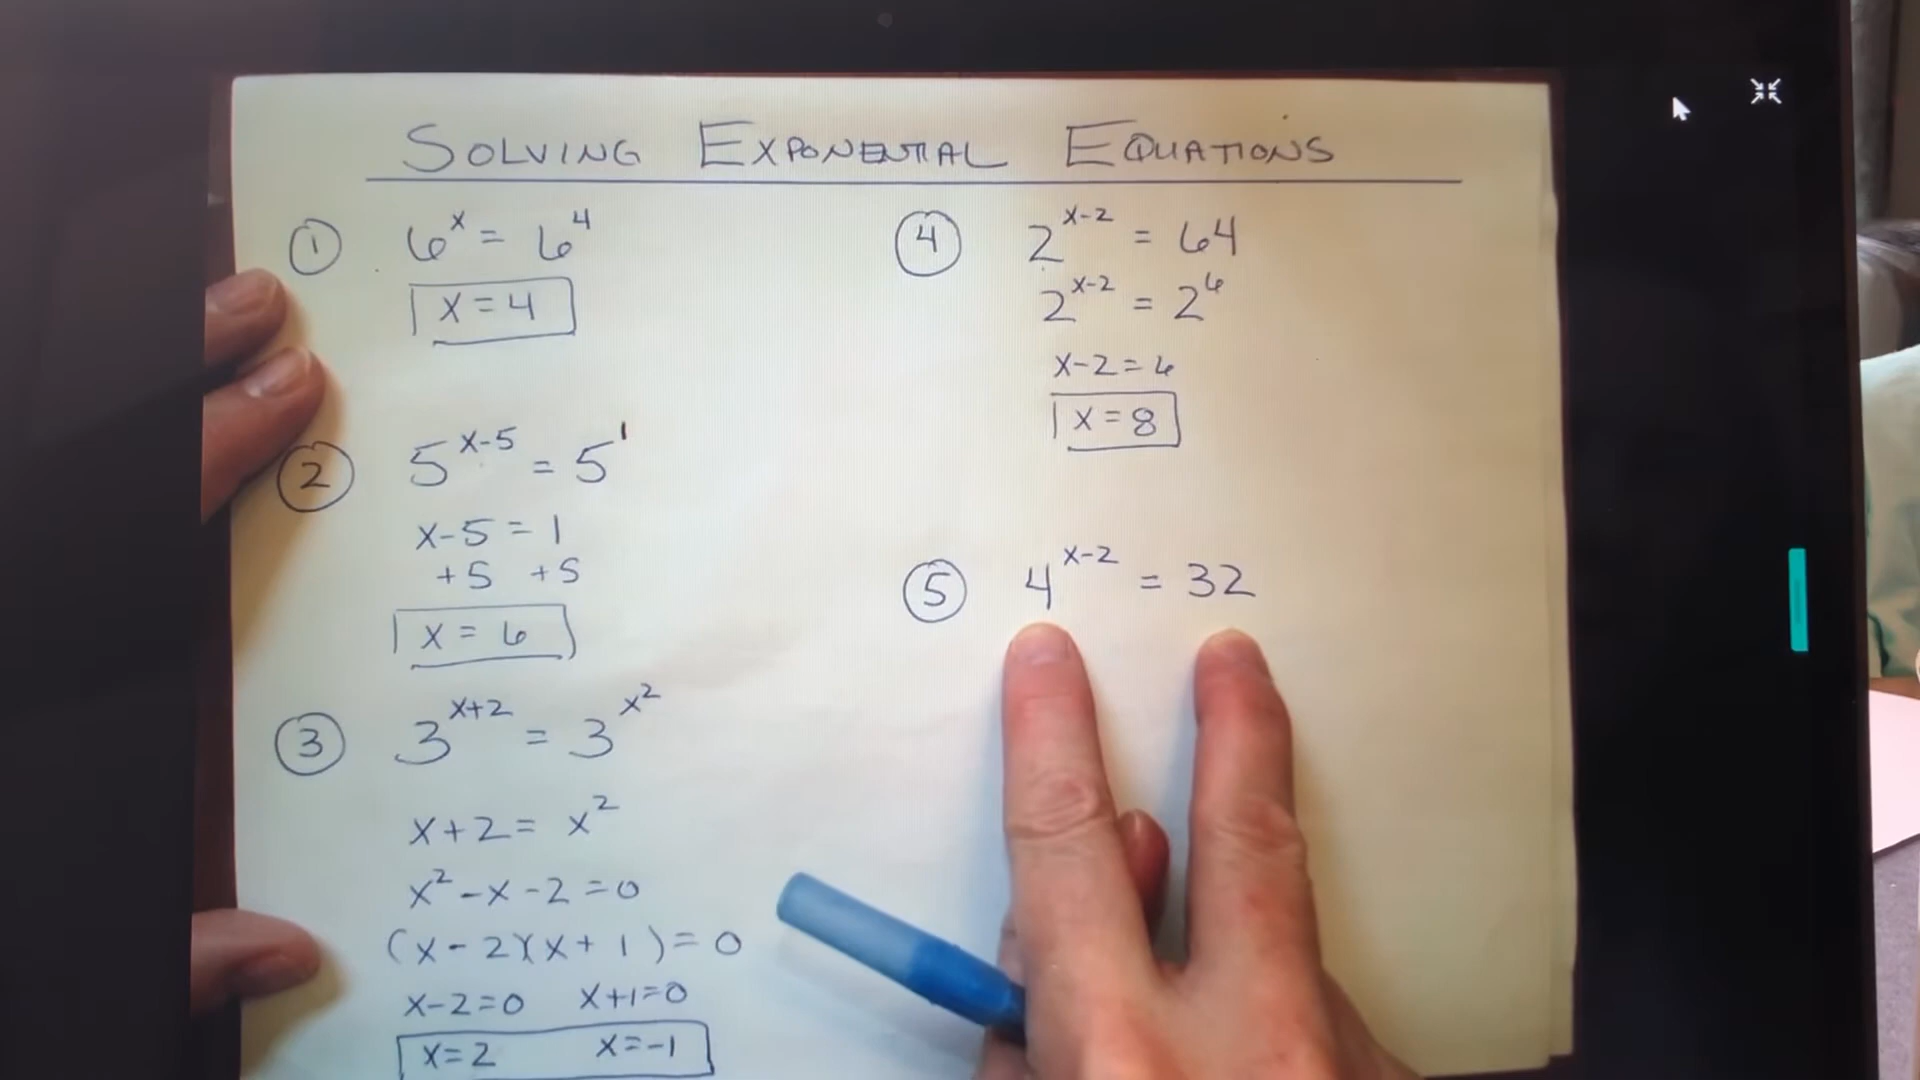 SOLVING EXPONENTIAL EQUATIONS
① 6^x = 6^4
x = 4
② 5^(x-5) = 5^1
x-5 = 1
+5 +5
x = 6
③ 3^(x+2) = 3^(x^2)
x+2 = x^2
x^2 - x - 2 = 0
(x - 2)(x + 1) = 0
x-2=0 x+1=0
x=2 x=-1
④ 2^(x-2) = 64
2^(x-2) = 2^6
x-2 = 6
x = 8
⑤ 4^(x-2) = 32